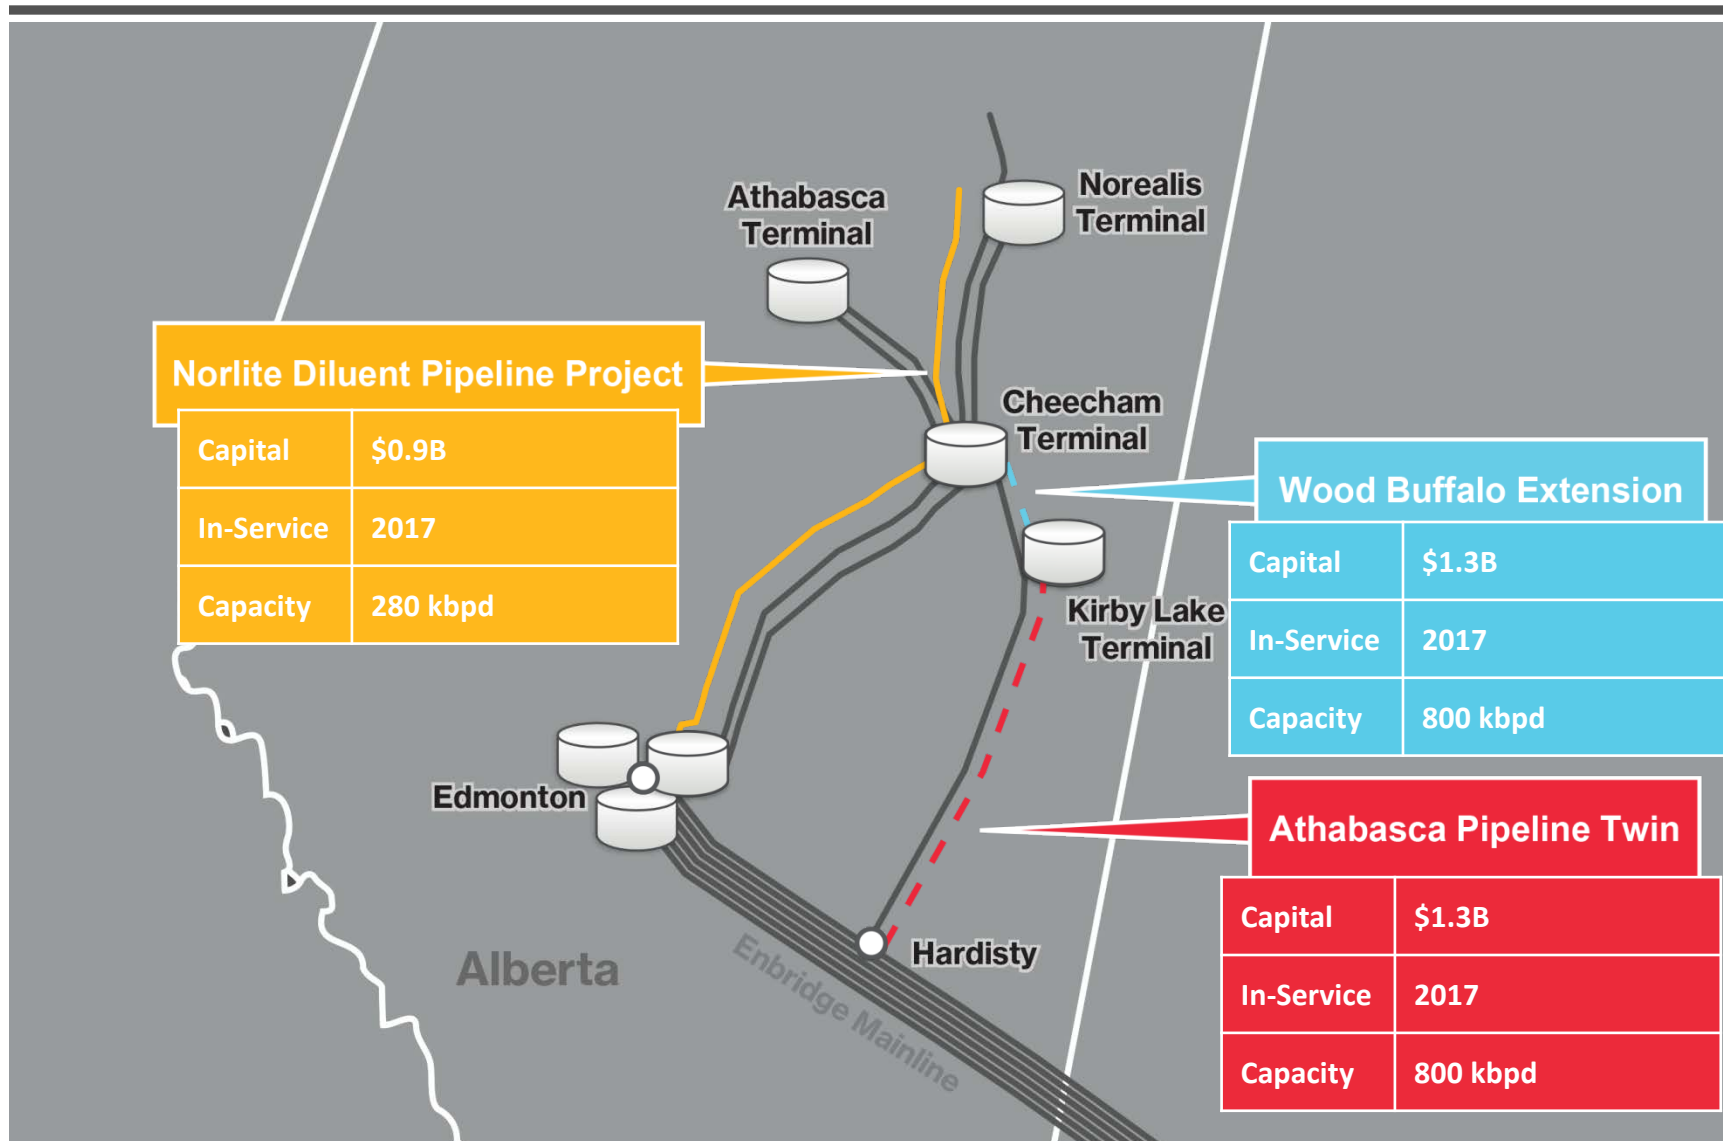 Athabasca
Terminal
Norealis
Terminal
Norlite Diluent Pipeline Project
Capital $0.9B
In-Service 2017
Capacity 280 kbpd
Cheecham
Terminal
Wood Buffalo Extension
Capital $1.3B
In-Service 2017
Capacity 800 kbpd
Kirby Lake
Terminal
Edmonton
Athabasca Pipeline Twin
Capital $1.3B
In-Service 2017
Capacity 800 kbpd
Hardisty
Alberta
Enbridge Mainline